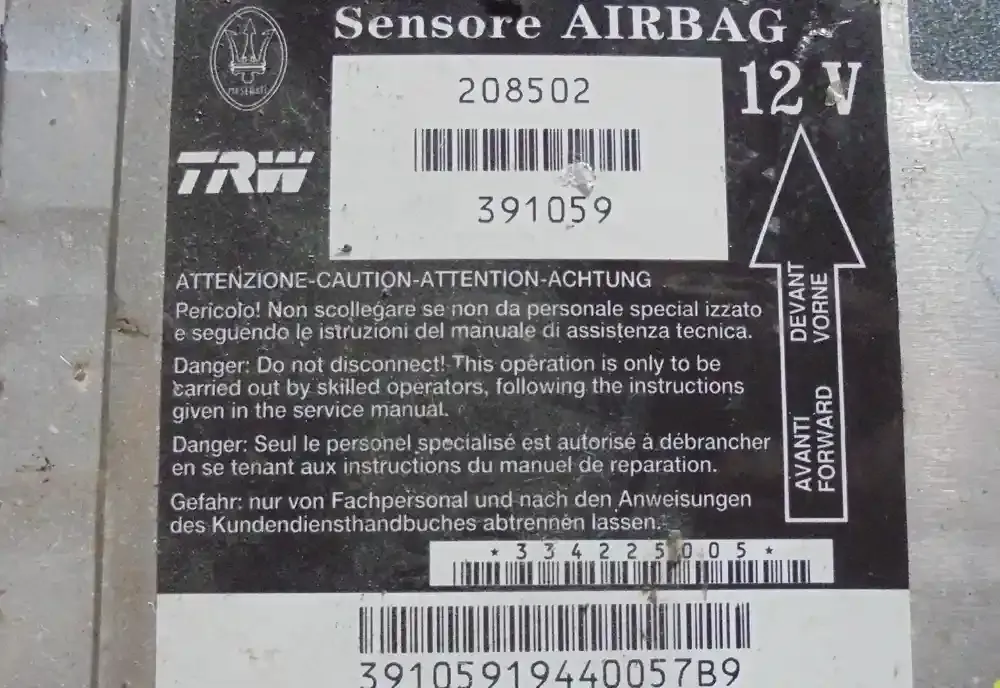 Sensore AIRBAG
MASERATI
208502
12 V
TRW
391059
ATTENZIONE-CAUTION-ATTENTION-ACHTUNG
Pericolo! Non scollegare se non da personale special izzato
e seguendo le istruzioni del manuale di assistenza tecnica.
Danger: Do not disconnect! This operation is only to be
carried out by skilled operators, following the instructions
given in the service manual.
Danger: Seul le personel specialisé est autorisé à débrancher
en se tenant aux instructions du manuel de reparation.
Gefahr: nur von Fachpersonal und nach den Anweisungen
des Kundendiensthandbuches abtrennen lassen.
DEVANT
VORNE
AVANTI
FORWARD
*334225005*
39105919440057B9